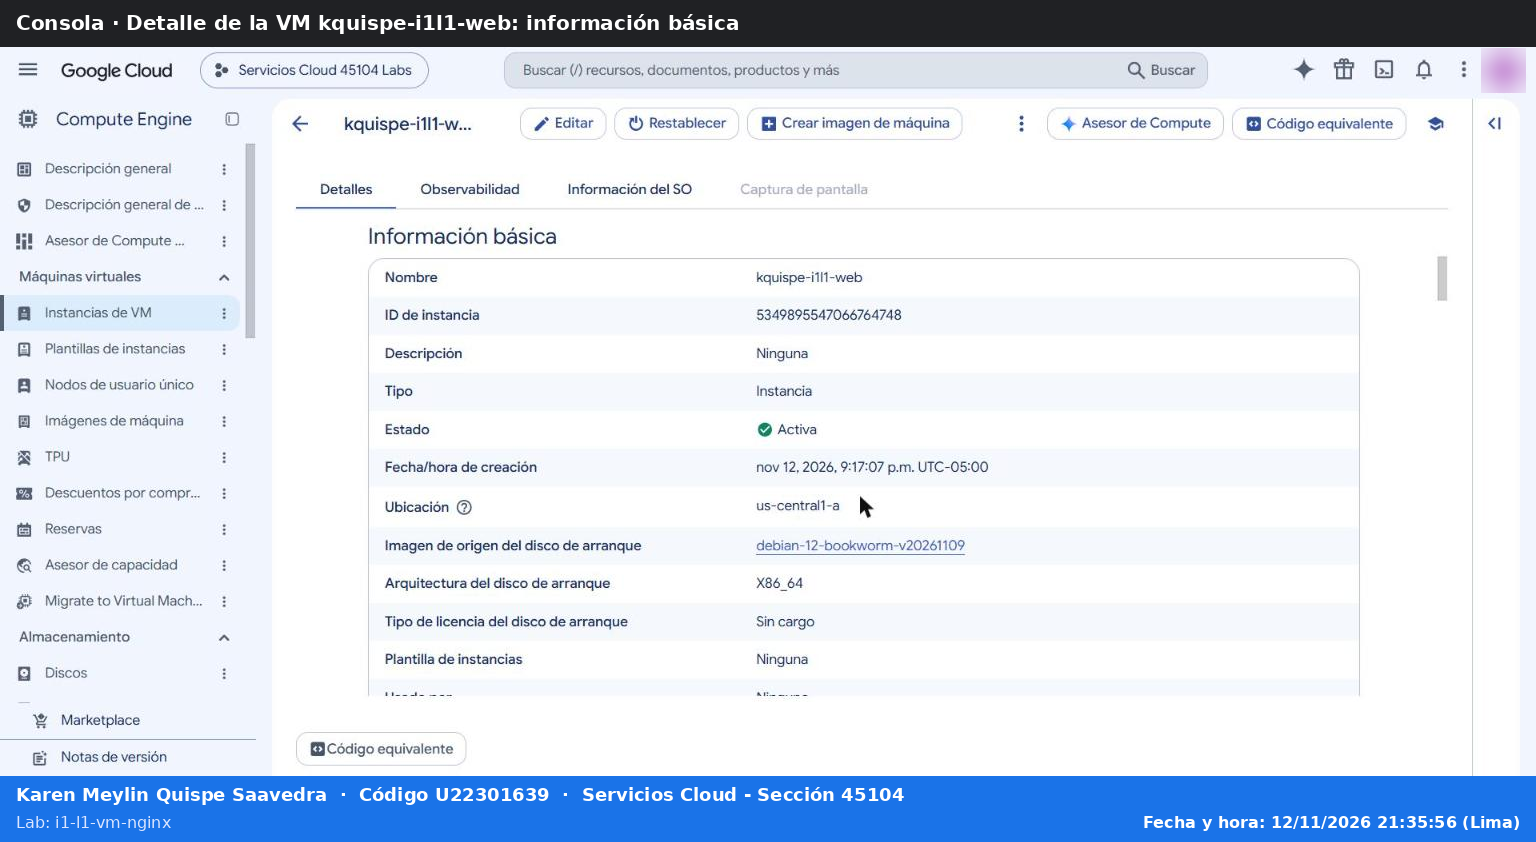 Consola · Detalle de la VM kquispe-i1l1-web: información básica
Google Cloud
Servicios Cloud 45104 Labs
Buscar (/) recursos, documentos, productos y más
Buscar
Compute Engine
kquispe-i1l1-w...
Editar
Restablecer
Crear imagen de máquina
Asesor de Compute
Código equivalente
Descripción general
Descripción general de ...
Asesor de Compute ...
Máquinas virtuales
Instancias de VM
Plantillas de instancias
Nodos de usuario único
Imágenes de máquina
TPU
Descuentos por compr...
Reservas
Asesor de capacidad
Migrate to Virtual Mach...
Almacenamiento
Discos
Marketplace
Notas de versión
Detalles
Observabilidad
Información del SO
Captura de pantalla
Información básica
Nombre kquispe-i1l1-web
ID de instancia 5349895547066764748
Descripción Ninguna
Tipo Instancia
Estado Activa
Fecha/hora de creación nov 12, 2026, 9:17:07 p.m. UTC-05:00
Ubicación us-central1-a
Imagen de origen del disco de arranque debian-12-bookworm-v20261109
Arquitectura del disco de arranque X86_64
Tipo de licencia del disco de arranque Sin cargo
Plantilla de instancias Ninguna
Usado por Ninguna
Código equivalente
Karen Meylin Quispe Saavedra · Código U22301639 · Servicios Cloud - Sección 45104
Lab: i1-l1-vm-nginx
Fecha y hora: 12/11/2026 21:35:56 (Lima)